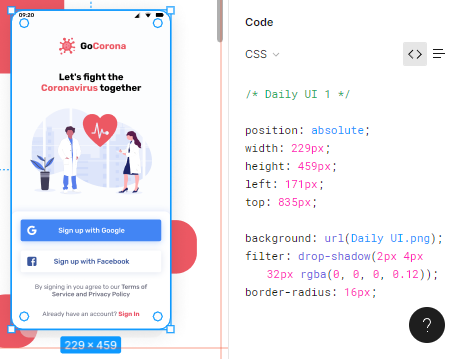 09:20
GoCorona
Let's fight the
Coronavirus together
G Sign up with Google
f Sign up with Facebook
By signing in you agree to our Terms of
Service and Privacy Policy
Already have an account? Sign In
229 × 459
Code
CSS
/* Daily UI 1 */
position: absolute;
width: 229px;
height: 459px;
left: 171px;
top: 835px;
background: url(Daily UI.png);
filter: drop-shadow(2px 4px
32px rgba(0, 0, 0, 0.12));
border-radius: 16px;
?